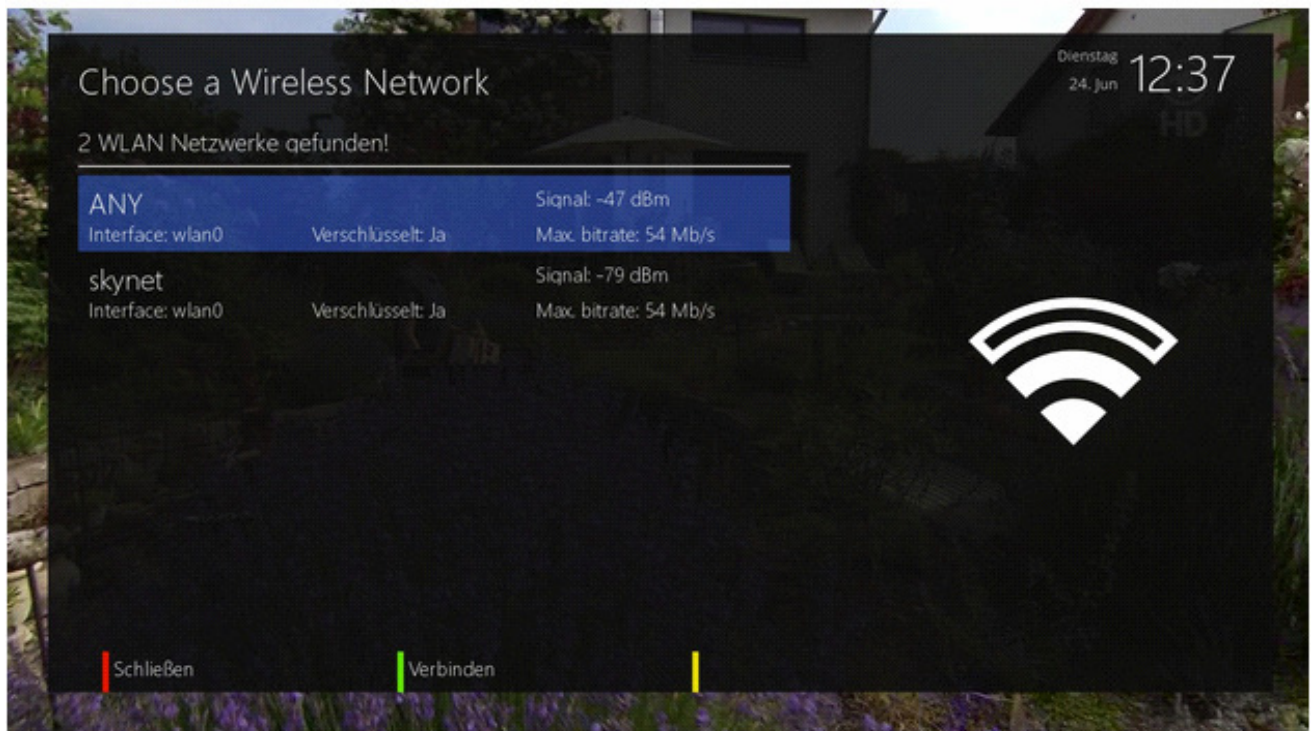 Choose a Wireless Network
Dienstag
24. Jun
12:37
HD
2 WLAN Netzwerke gefunden!
ANY
Signal: -47 dBm
Interface: wlan0 Verschlüsselt: Ja Max. bitrate: 54 Mb/s
skynet
Signal: -79 dBm
Interface: wlan0 Verschlüsselt: Ja Max. bitrate: 54 Mb/s
Schließen
Verbinden